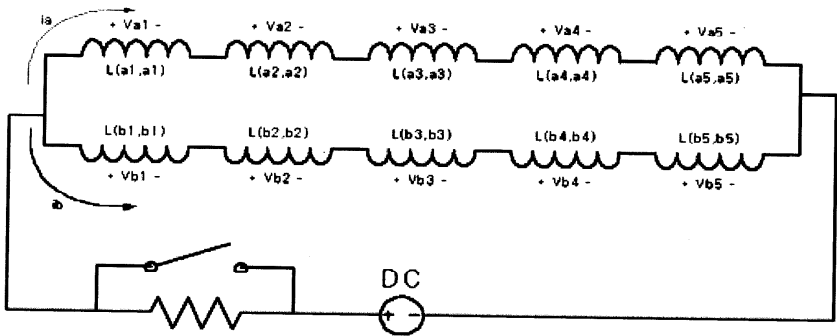 ia
+ Va1 - + Va2 - + Va3 - + Va4 - + Va5 -
L(a1,a1) L(a2,a2) L(a3,a3) L(a4,a4) L(a5,a5)
L(b1,bl) L(b2,b2) L(b3,b3) L(b4,b4) L(b5,b5)
+ Vb1 - + Vb2 - + Vb3 - + Vb4 - + Vb5 -
ib
DC
+ -